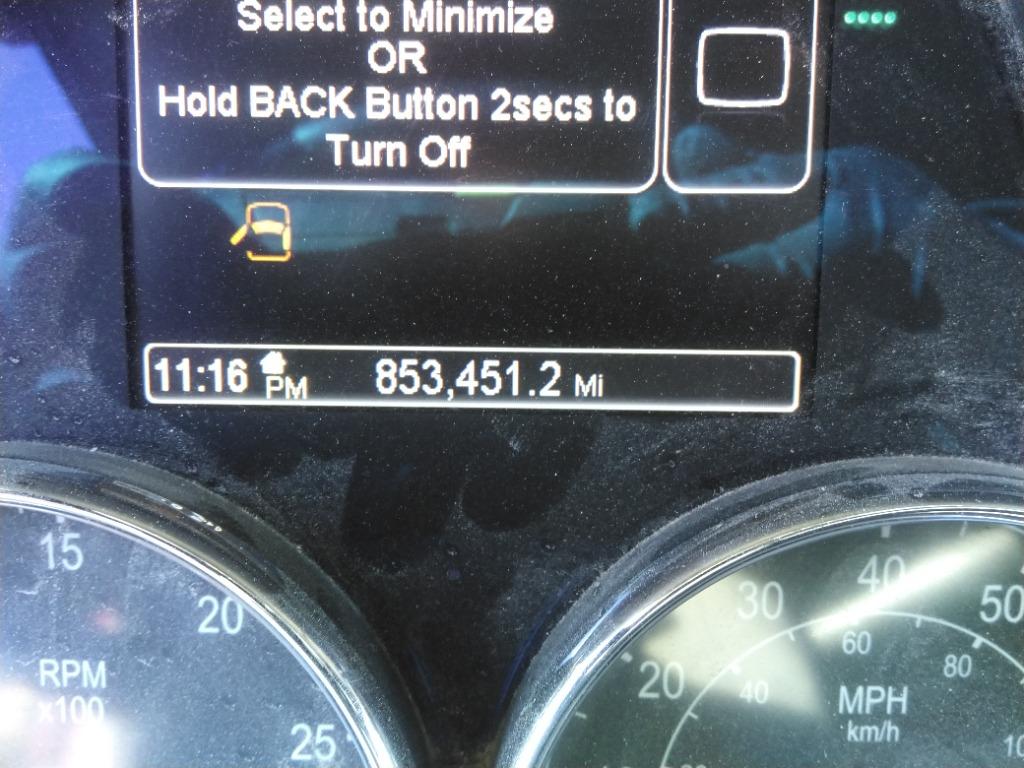 Select to Minimize
OR
Hold BACK Button 2secs to
Turn Off
11:16 PM 853,451.2 Mi
15
20
25
RPM
x100
20
30
40
50
40
60
80
MPH
km/h